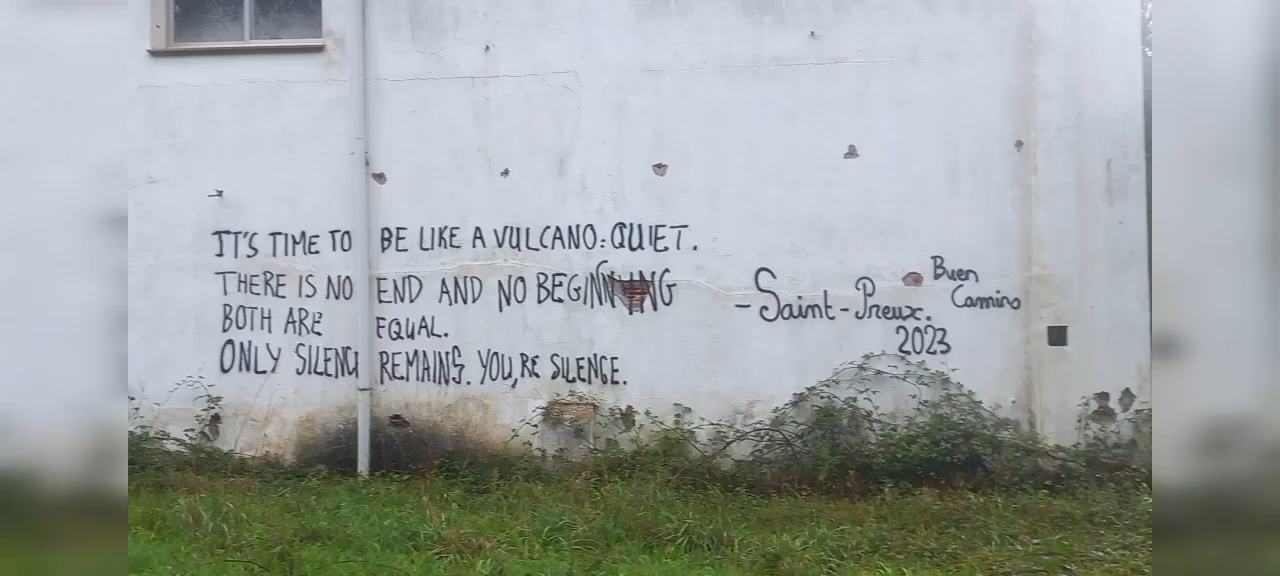 IT'S TIME TO BE LIKE A VULCANO: QUIET.
THERE IS NO END AND NO BEGINNING
BOTH ARE EQUAL.
ONLY SILENCE REMAINS. YOU,RE SILENCE.
- Saint-Preux.
2023
Buen
Camino